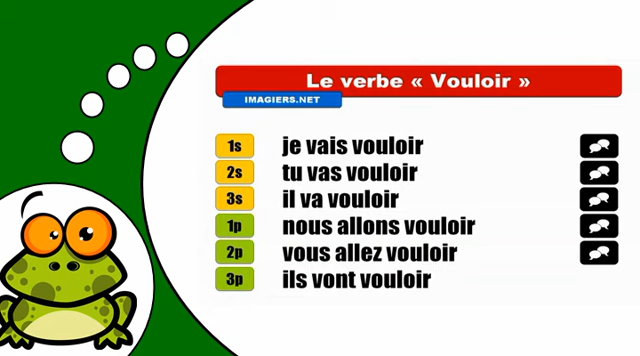 Le verbe « Vouloir »
IMAGIERS.NET
1s je vais vouloir
2s tu vas vouloir
3s il va vouloir
1p nous allons vouloir
2p vous allez vouloir
3p ils vont vouloir